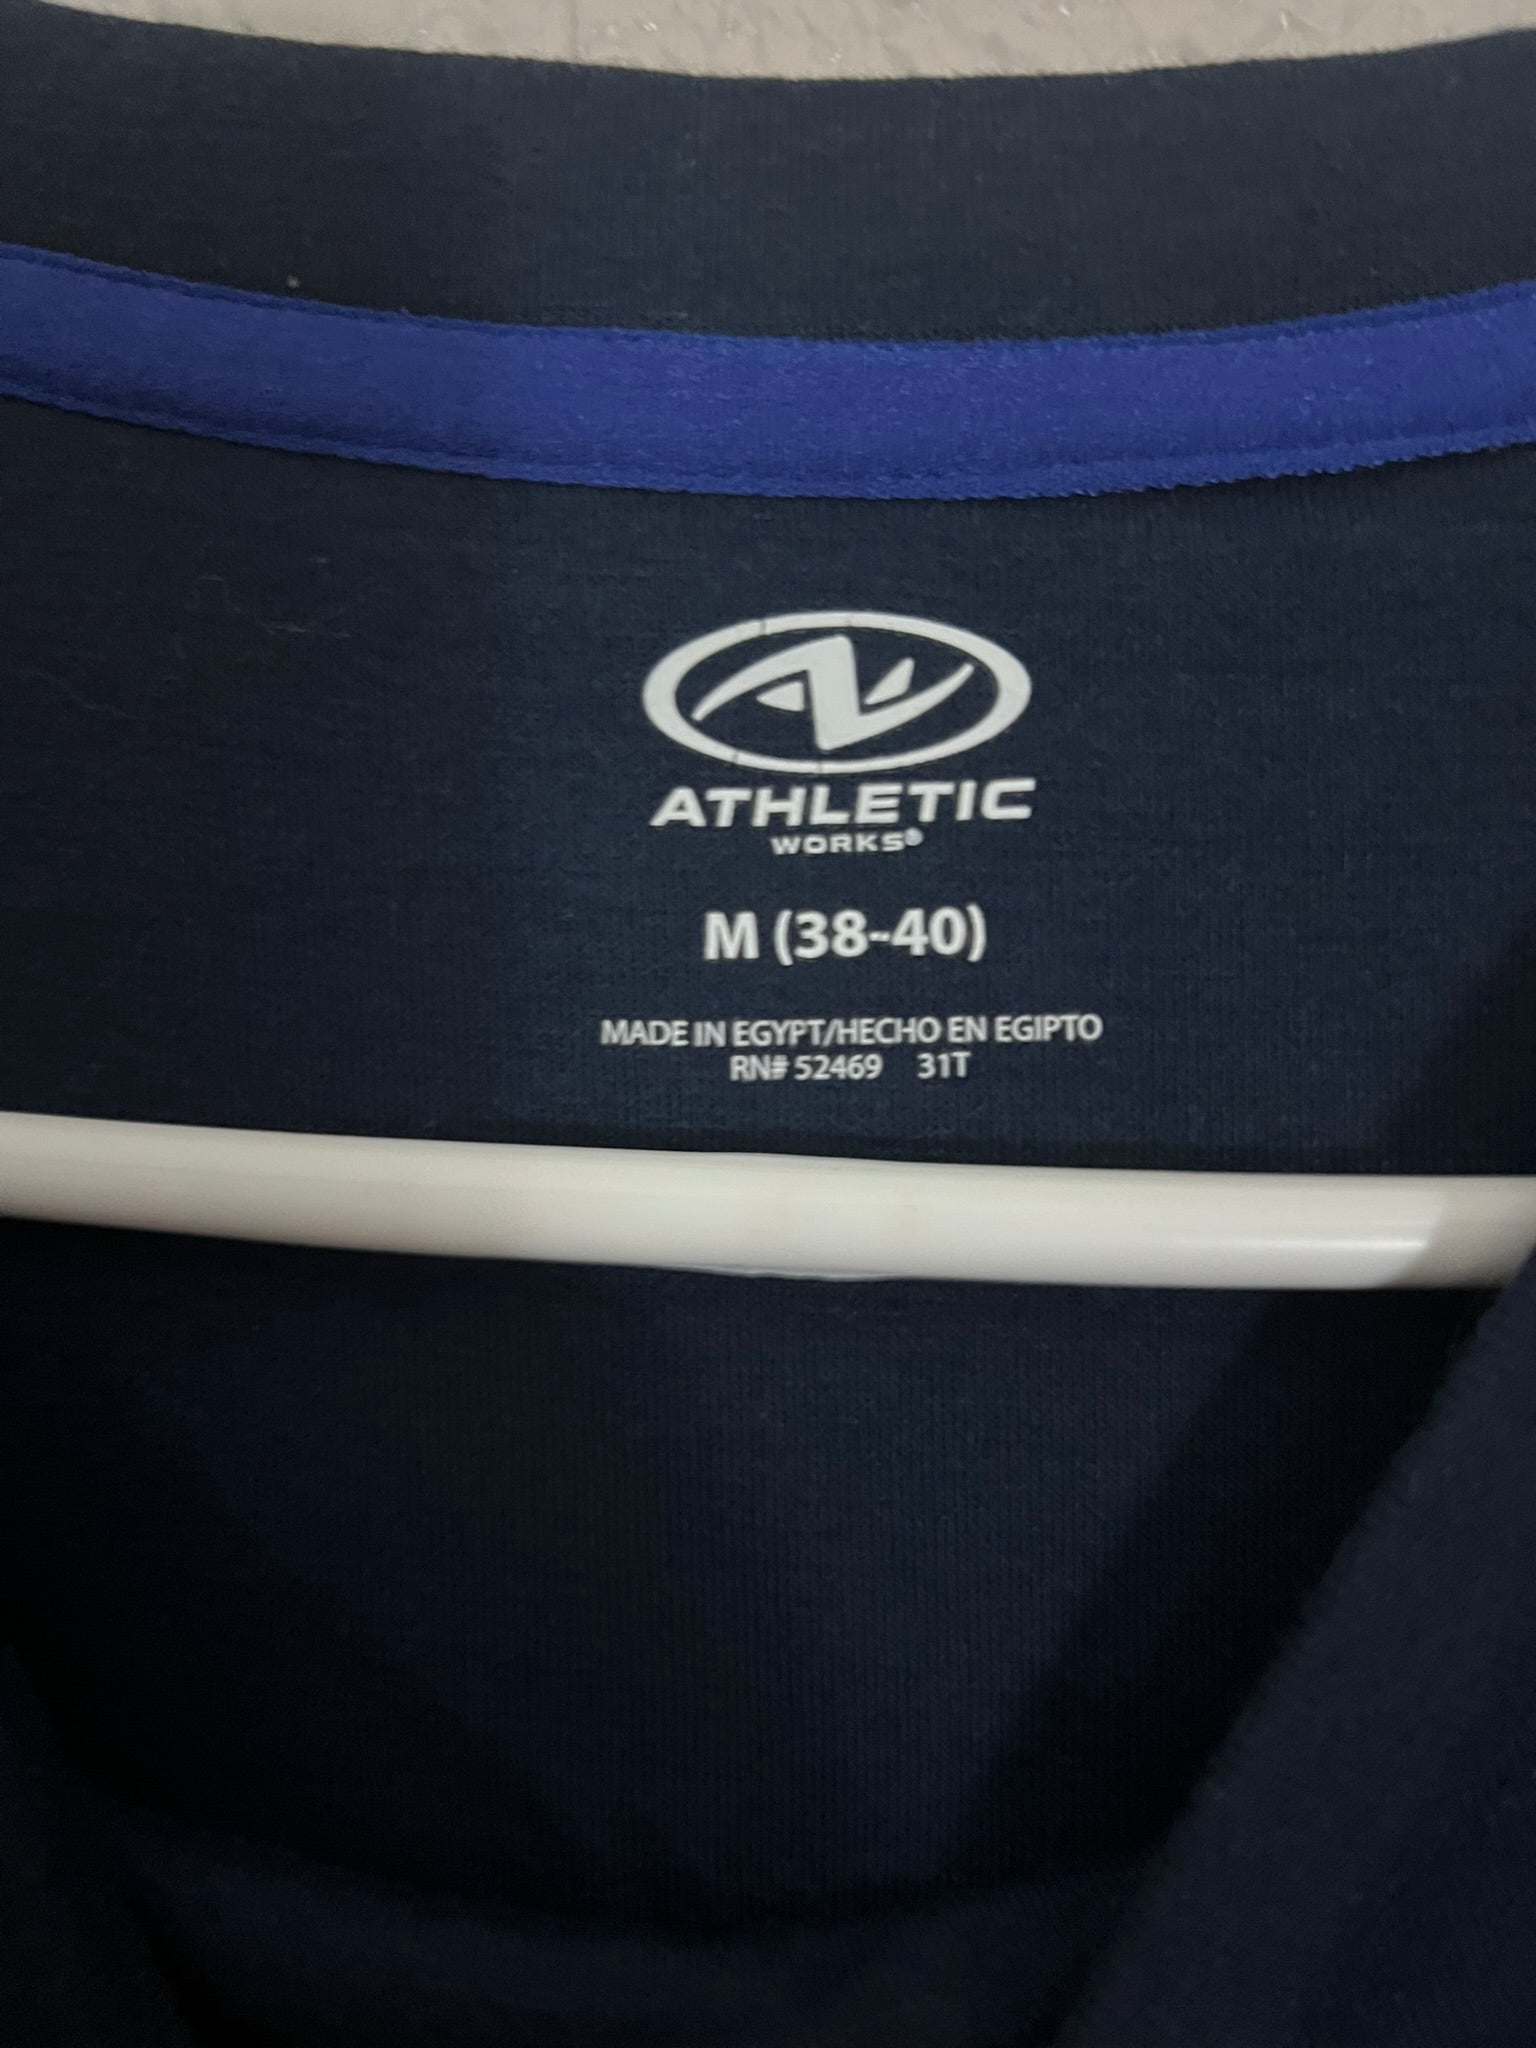 ATHLETIC
WORKS®
M (38-40)
MADE IN EGYPT/HECHO EN EGIPTO
RN# 52469 31T